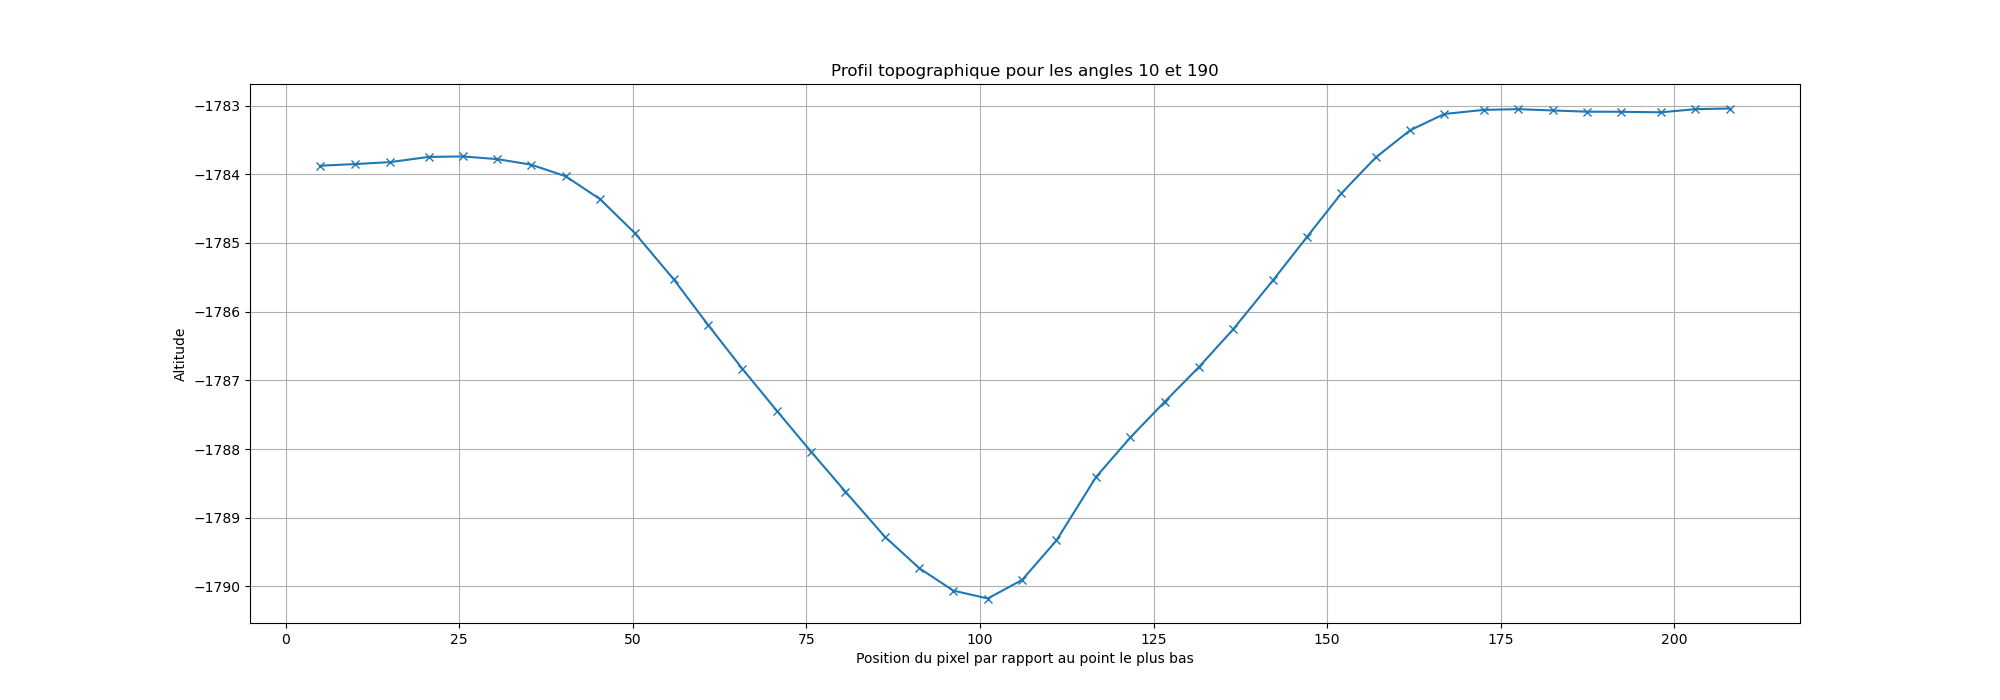 Profil topographique pour les angles 10 et 190
−1783
−1784
−1785
−1786
−1787
−1788
−1789
−1790
Altitude
0 25 50 75 100 125 150 175 200
Position du pixel par rapport au point le plus bas